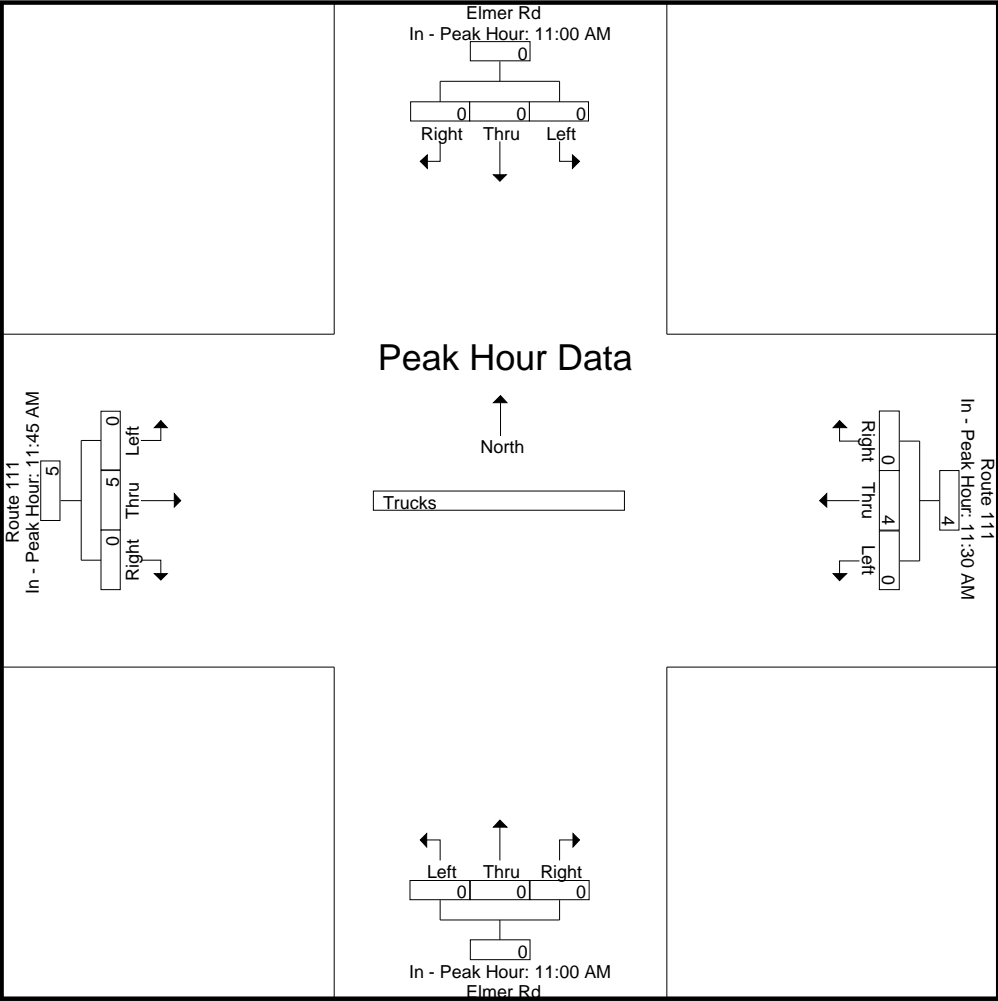 Elmer Rd
In - Peak Hour: 11:00 AM
0
0 0 0
Right Thru Left
Peak Hour Data
North
Trucks
Route 111
In - Peak Hour: 11:45 AM
5
0 5 0
Left Thru Right
Route 111
In - Peak Hour: 11:30 AM
4
0 4 0
Right Thru Left
Left Thru Right
0 0 0
0
In - Peak Hour: 11:00 AM
Elmer Rd